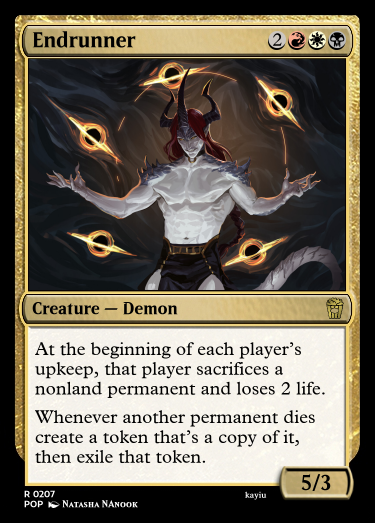 Endrunner 2
Creature — Demon
At the beginning of each player's
upkeep, that player sacrifices a
nonland permanent and loses 2 life.
Whenever another permanent dies
create a token that's a copy of it,
then exile that token.
5/3
R 0207
POP NATASHA NANOOK
kayiu